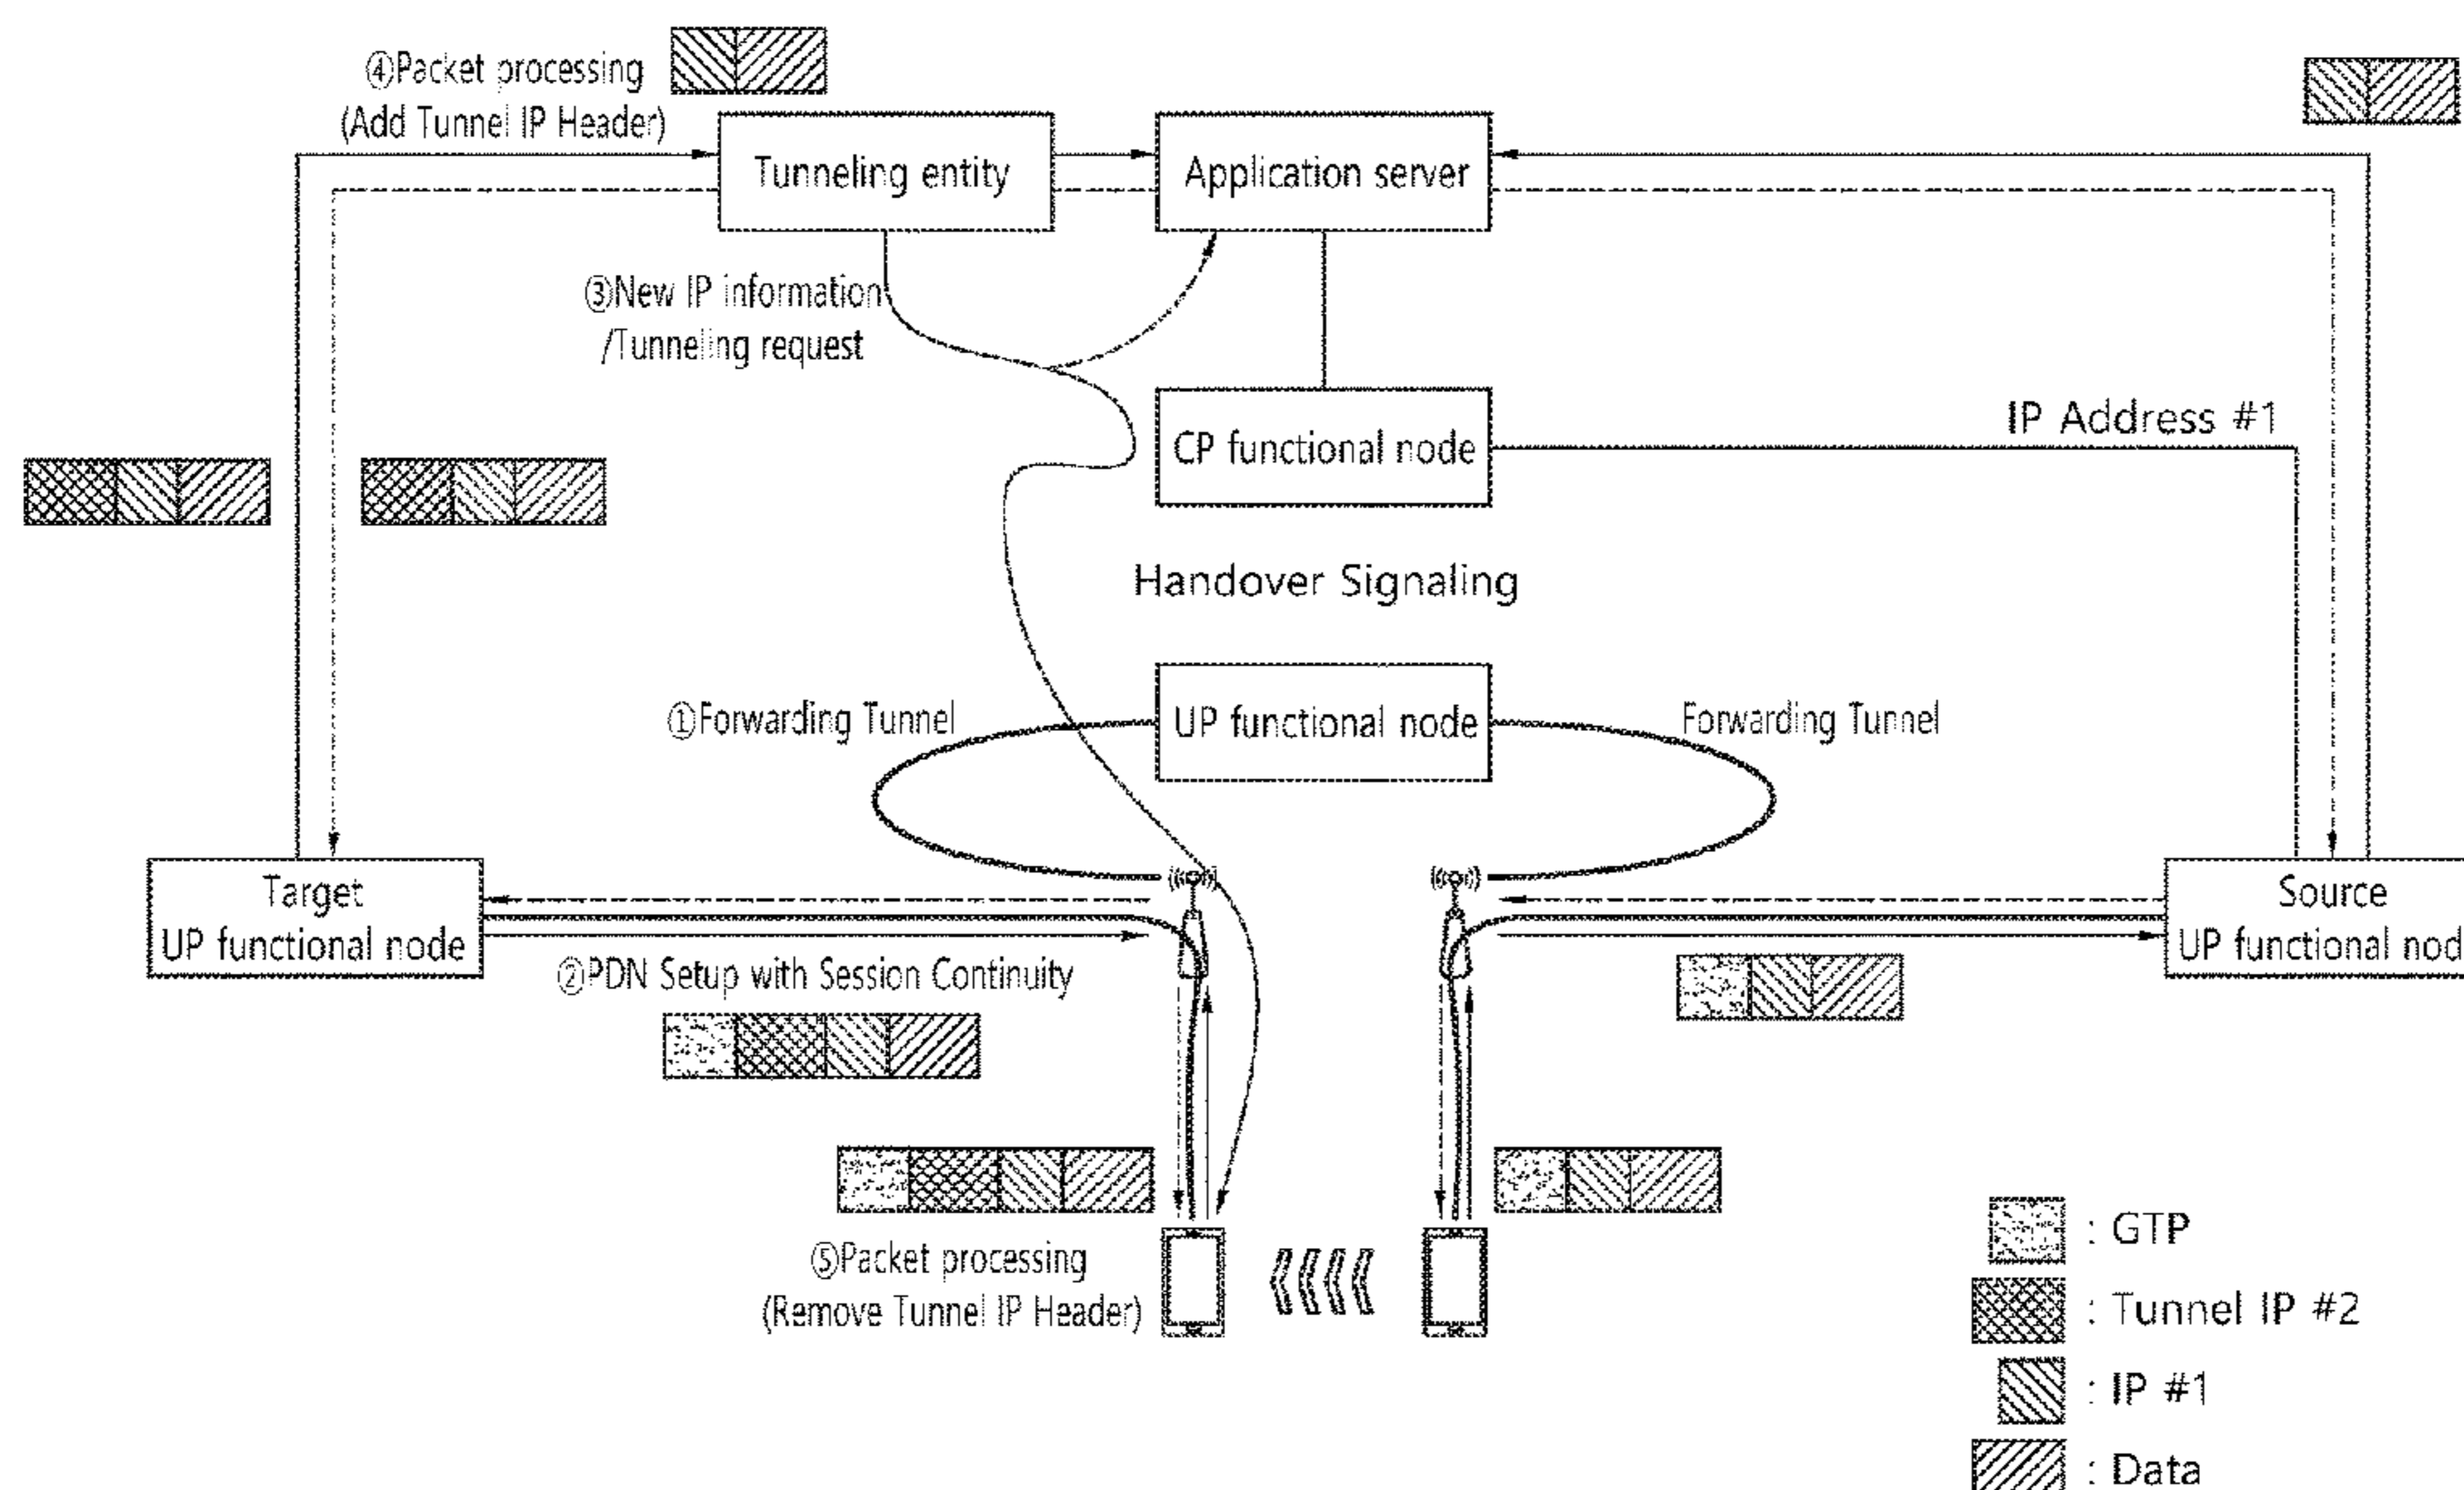 ④Packet processing
(Add Tunnel IP Header)
Tunneling entity
Application server
③New IP information
/Tunneling request
CP functional node
IP Address #1
Handover Signaling
①Forwarding Tunnel
UP functional node
Forwarding Tunnel
Target
UP functional node
Source
UP functional nod
②PDN Setup with Session Continuity
⑤Packet processing
(Remove Tunnel IP Header)
: GTP
: Tunnel IP #2
: IP #1
: Data